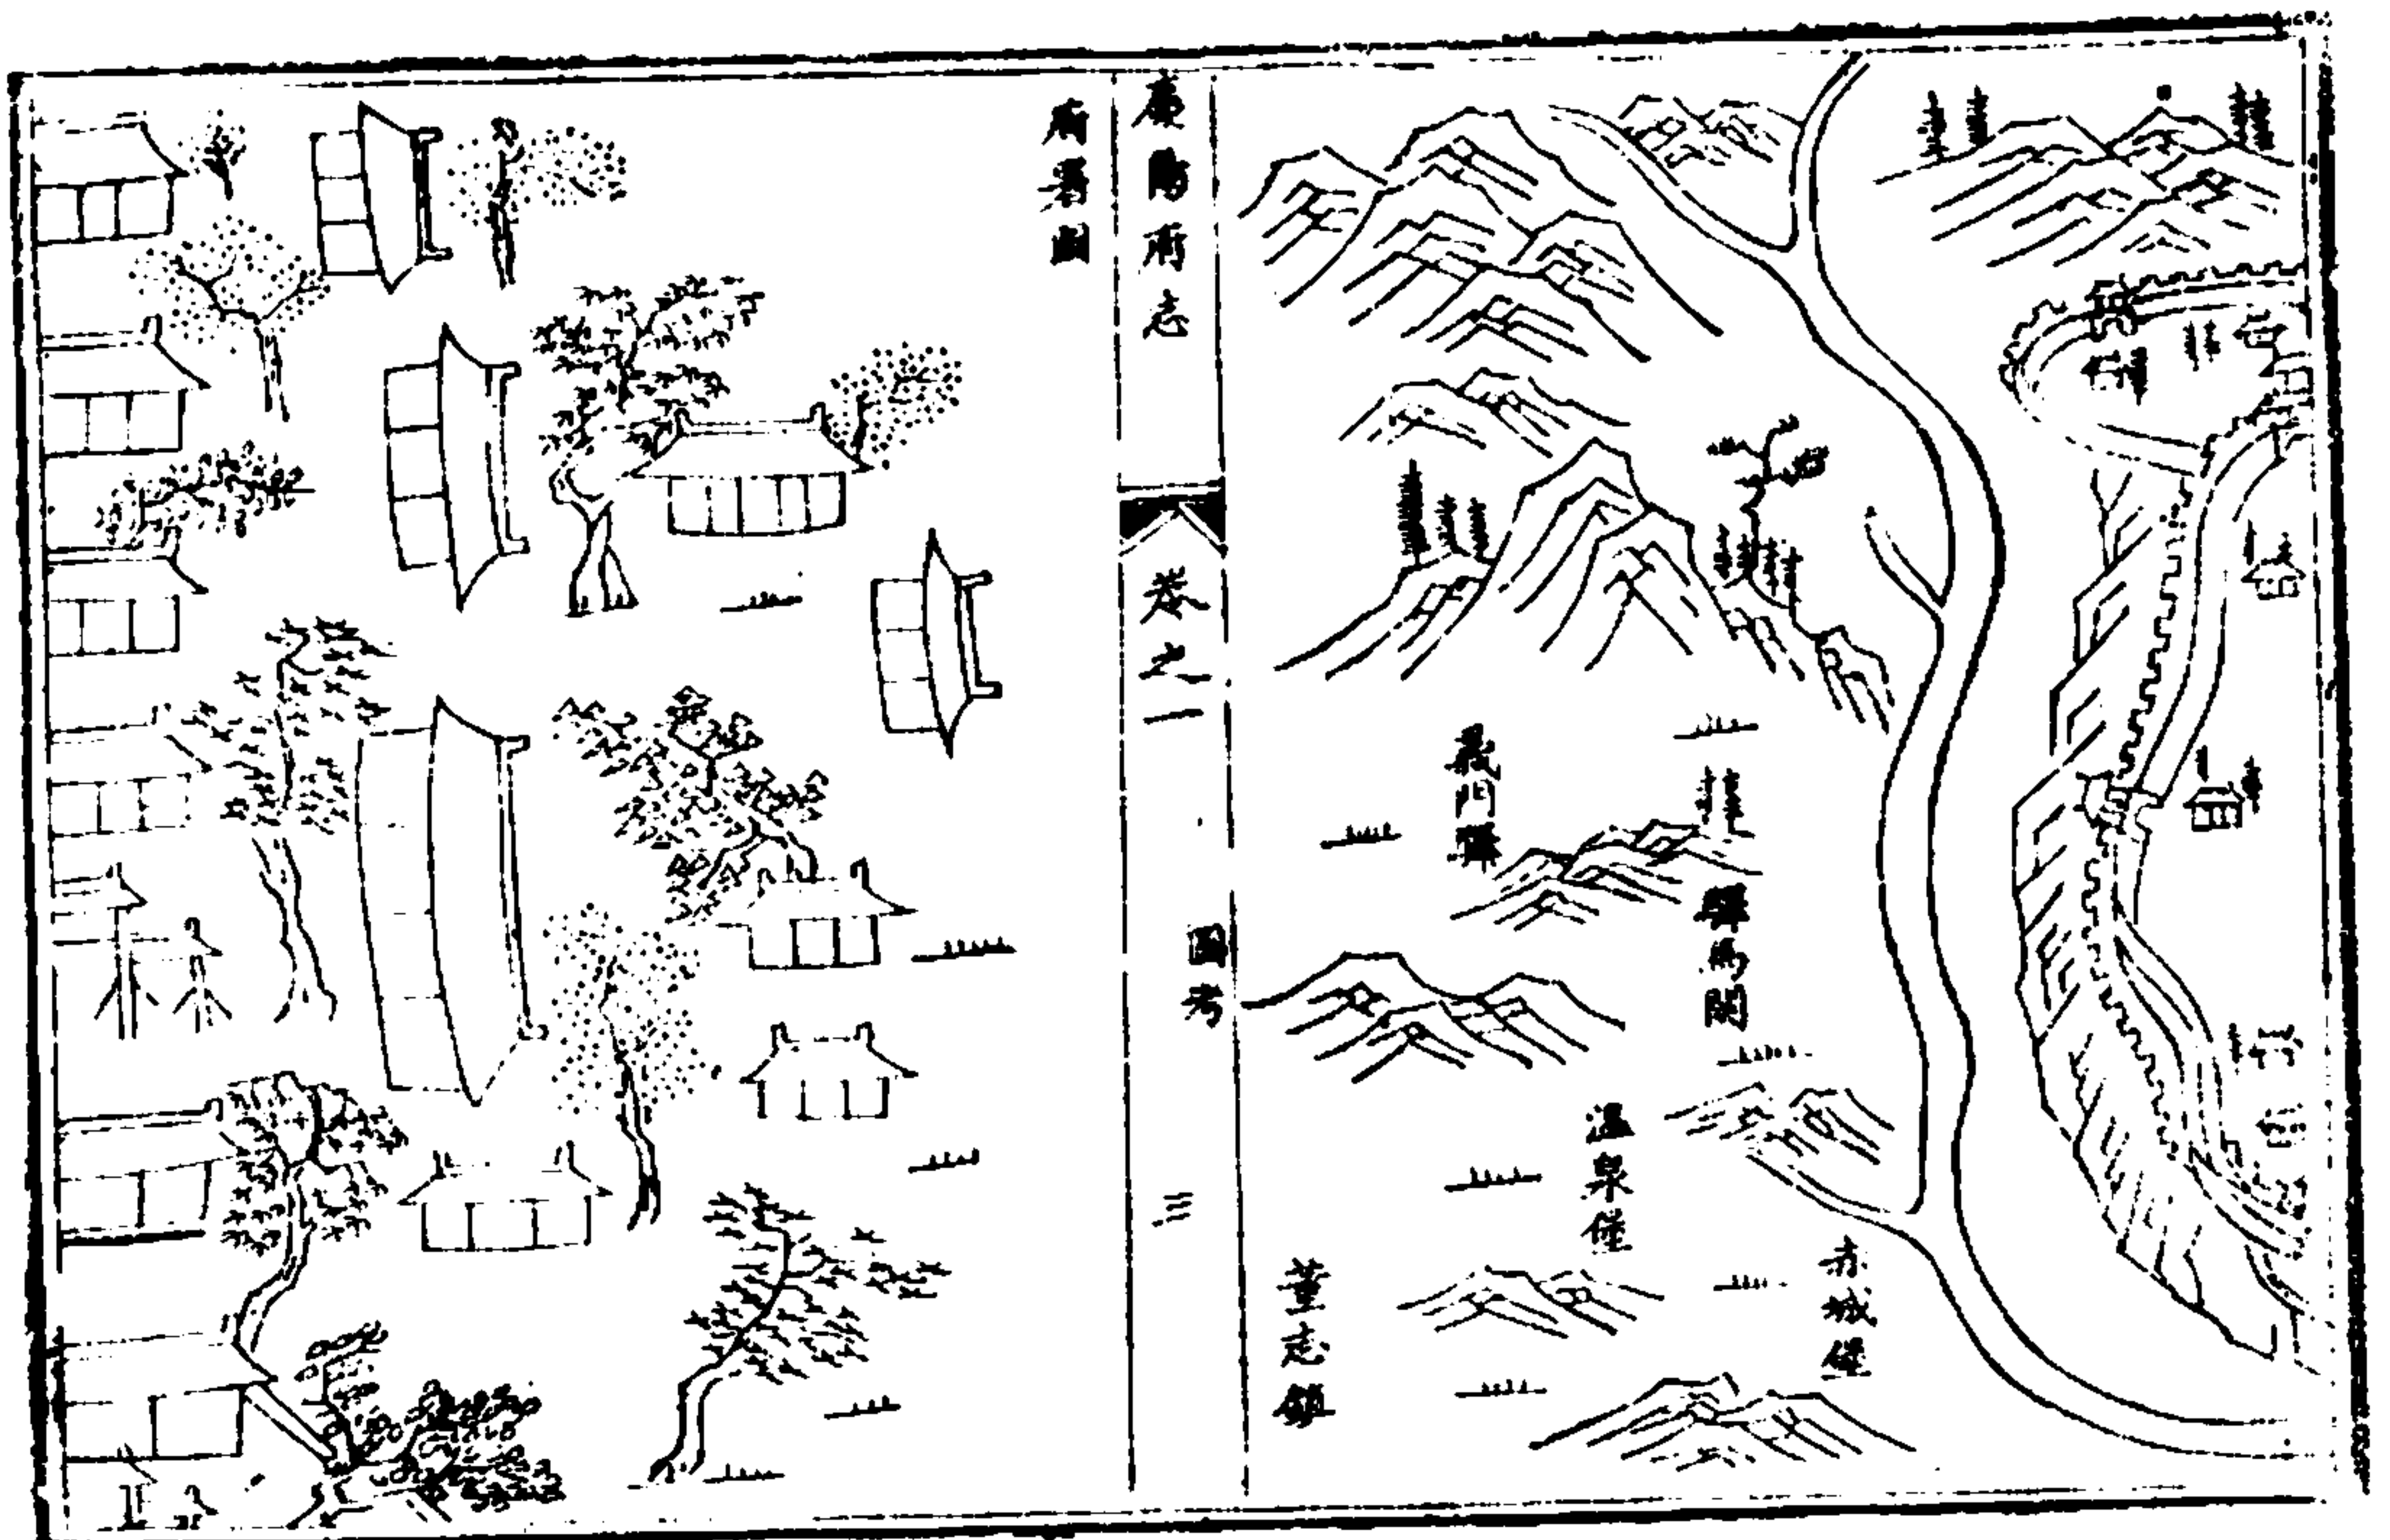 義門驛
驛馬關
溫泉堡
赤城堡
董志鎮
慶陽府志
卷之一
圖考
三
府署圖